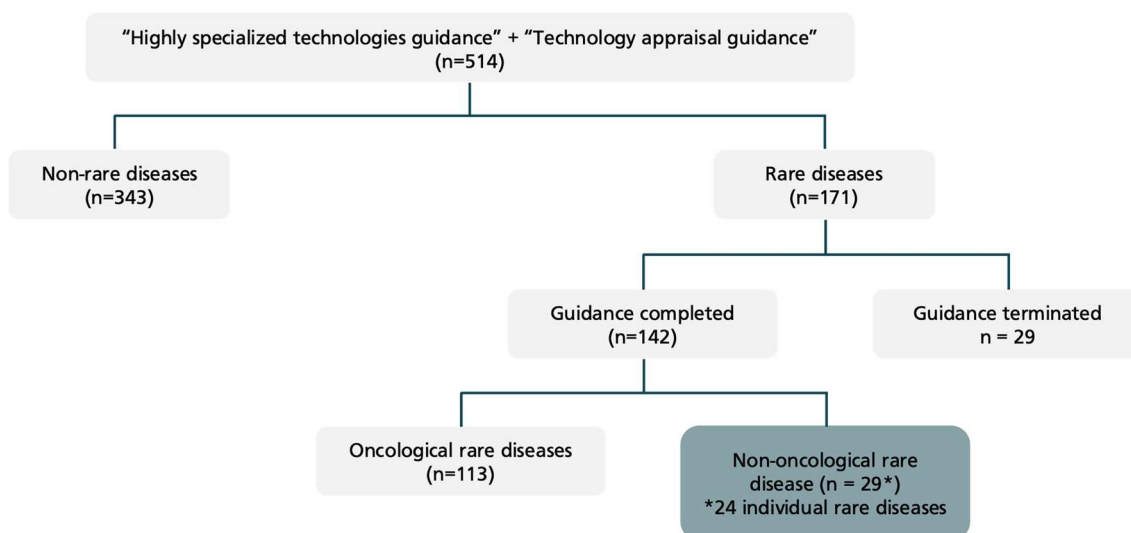 “Highly specialized technologies guidance” + “Technology appraisal guidance”
(n=514)
Non-rare diseases
(n=343)
Rare diseases
(n=171)
Guidance completed
(n=142)
Guidance terminated
n = 29
Oncological rare diseases
(n=113)
Non-oncological rare
disease (n = 29*)
*24 individual rare diseases